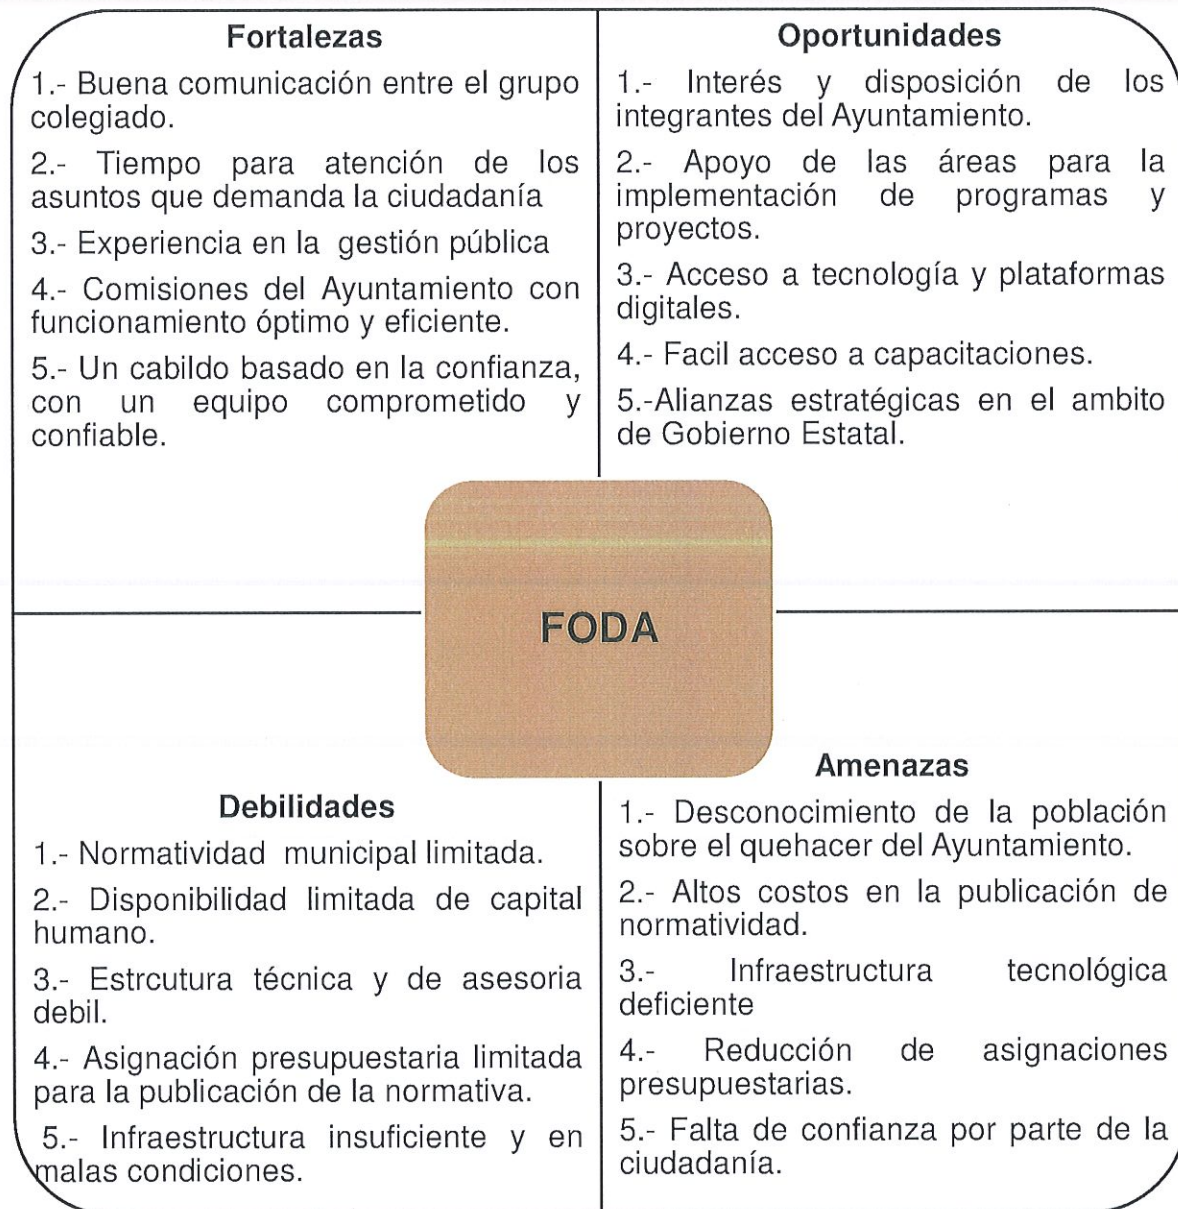 Fortalezas
1.- Buena comunicación entre el grupo
colegiado.
2.- Tiempo para atención de los
asuntos que demanda la ciudadanía
3.- Experiencia en la gestión pública
4.- Comisiones del Ayuntamiento con
funcionamiento óptimo y eficiente.
5.- Un cabildo basado en la confianza,
con un equipo comprometido y
confiable.
Oportunidades
1.- Interés y disposición de los
integrantes del Ayuntamiento.
2.- Apoyo de las áreas para la
implementación de programas y
proyectos.
3.- Acceso a tecnología y plataformas
digitales.
4.- Facil acceso a capacitaciones.
5.-Alianzas estratégicas en el ambito
de Gobierno Estatal.
FODA
Debilidades
1.- Normatividad municipal limitada.
2.- Disponibilidad limitada de capital
humano.
3.- Estrcutura técnica y de asesoria
debil.
4.- Asignación presupuestaria limitada
para la publicación de la normativa.
5.- Infraestructura insuficiente y en
malas condiciones.
Amenazas
1.- Desconocimiento de la población
sobre el quehacer del Ayuntamiento.
2.- Altos costos en la publicación de
normatividad.
3.- Infraestructura tecnológica
deficiente
4.- Reducción de asignaciones
presupuestarias.
5.- Falta de confianza por parte de la
ciudadanía.